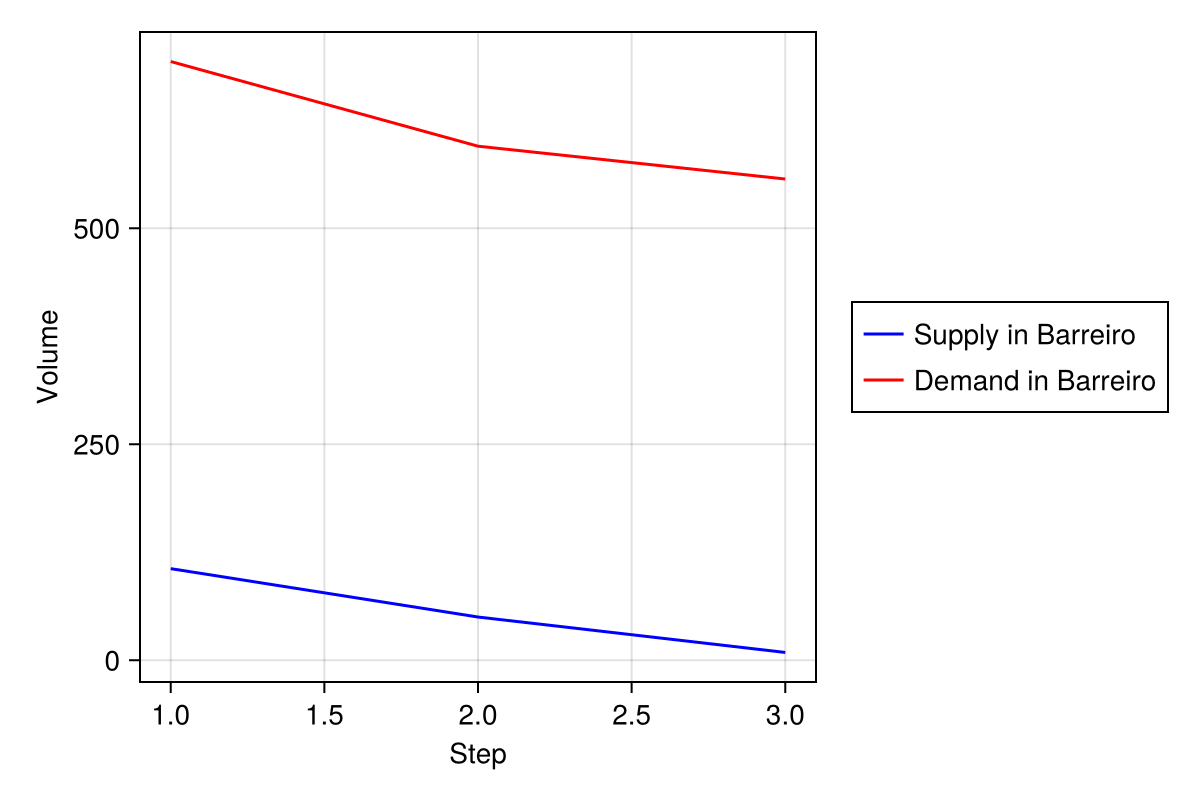 500
250
0
Volume
1.0 1.5 2.0 2.5 3.0
Step
Supply in Barreiro
Demand in Barreiro